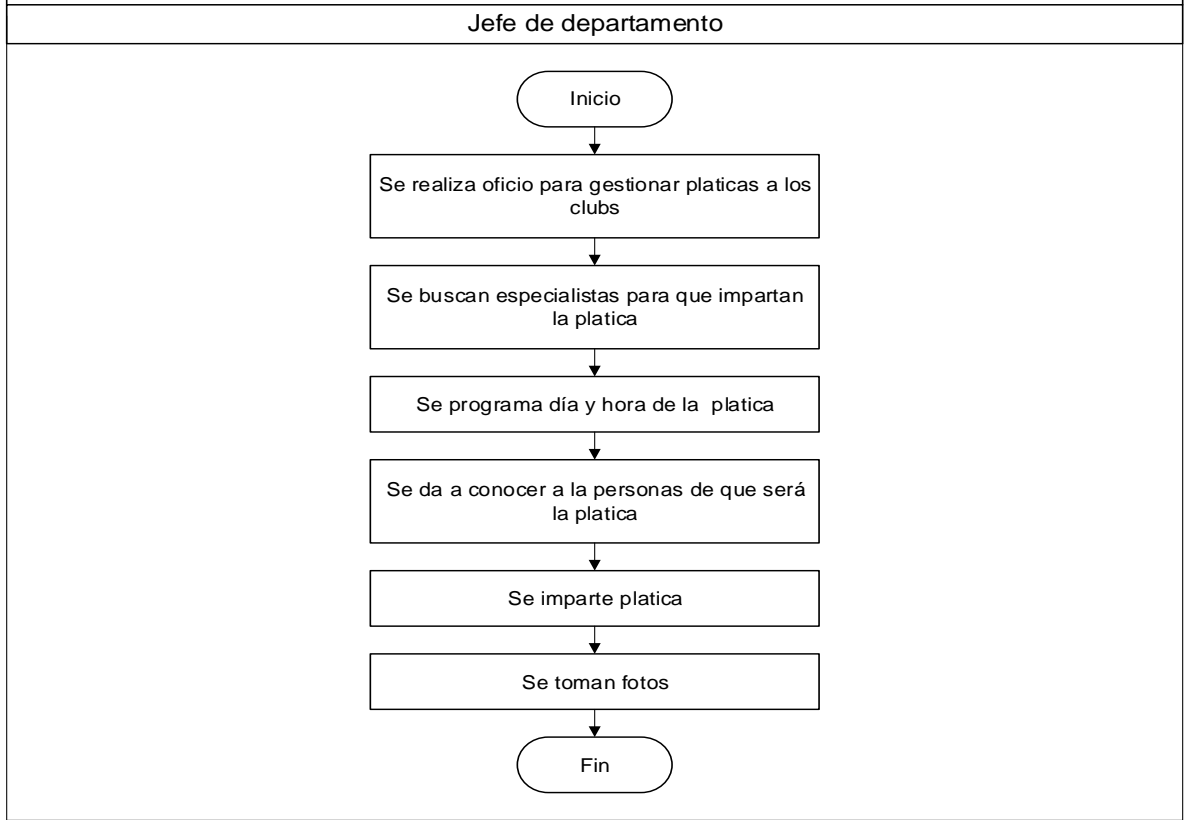 Jefe de departamento
Inicio
Se realiza oficio para gestionar platicas a los
clubs
Se buscan especialistas para que impartan
la platica
Se programa día y hora de la  platica
Se da a conocer a la personas de que será
la platica
Se imparte platica
Se toman fotos
Fin